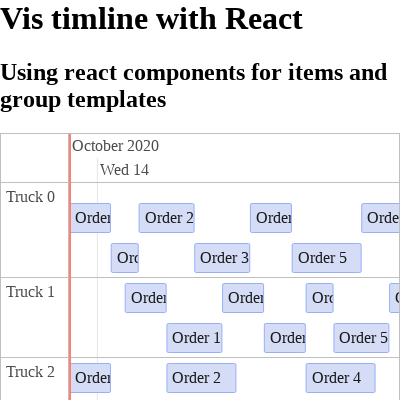 Vis timline with React
Using react components for items and
group templates
October 2020
Wed 14
Truck 0
Order
Order 2
Order
Orde
Ord
Order 3
Order 5
Truck 1
Order
Order
Ord
Order 1
Order
Order 5
Truck 2
Order
Order 2
Order 4